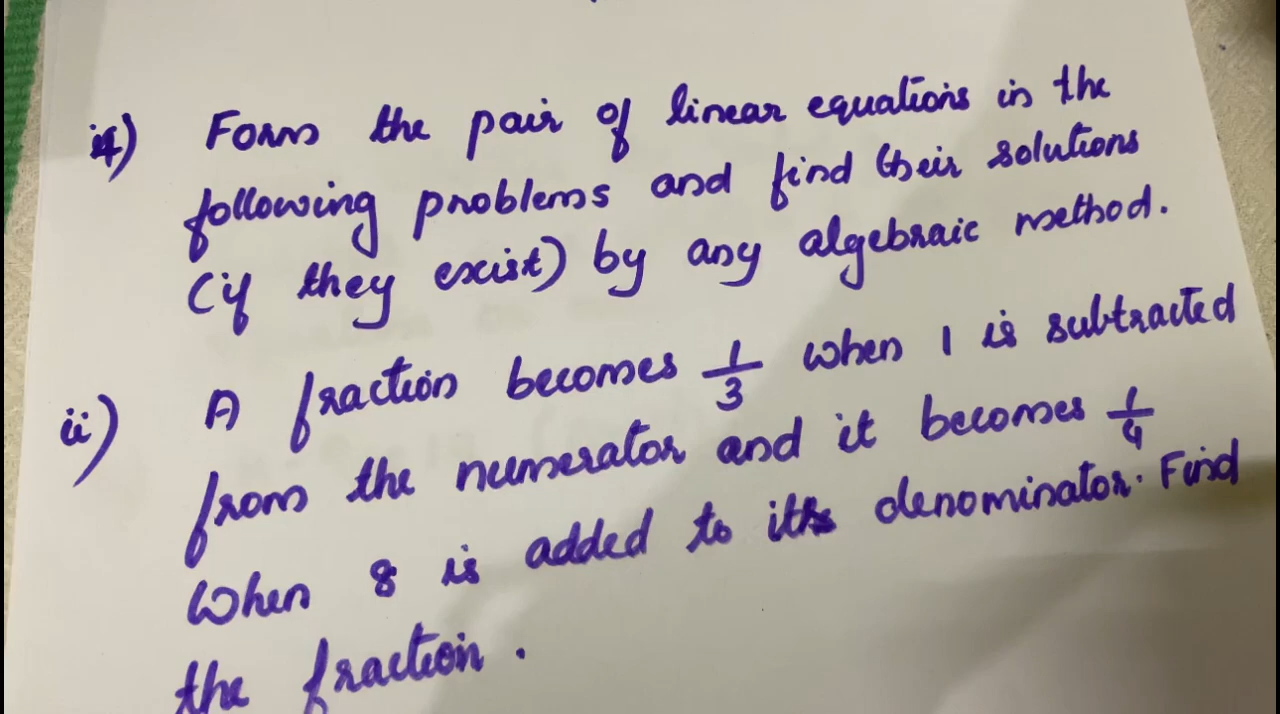 Form the pair of linear equations in the
following problems and find their solutions
(if they exist) by any algebraic method.
ii) A fraction becomes 1/3 when 1 is subtracted
from the numerator and it becomes 1/4
when 8 is added to its denominator. Find
the fraction.